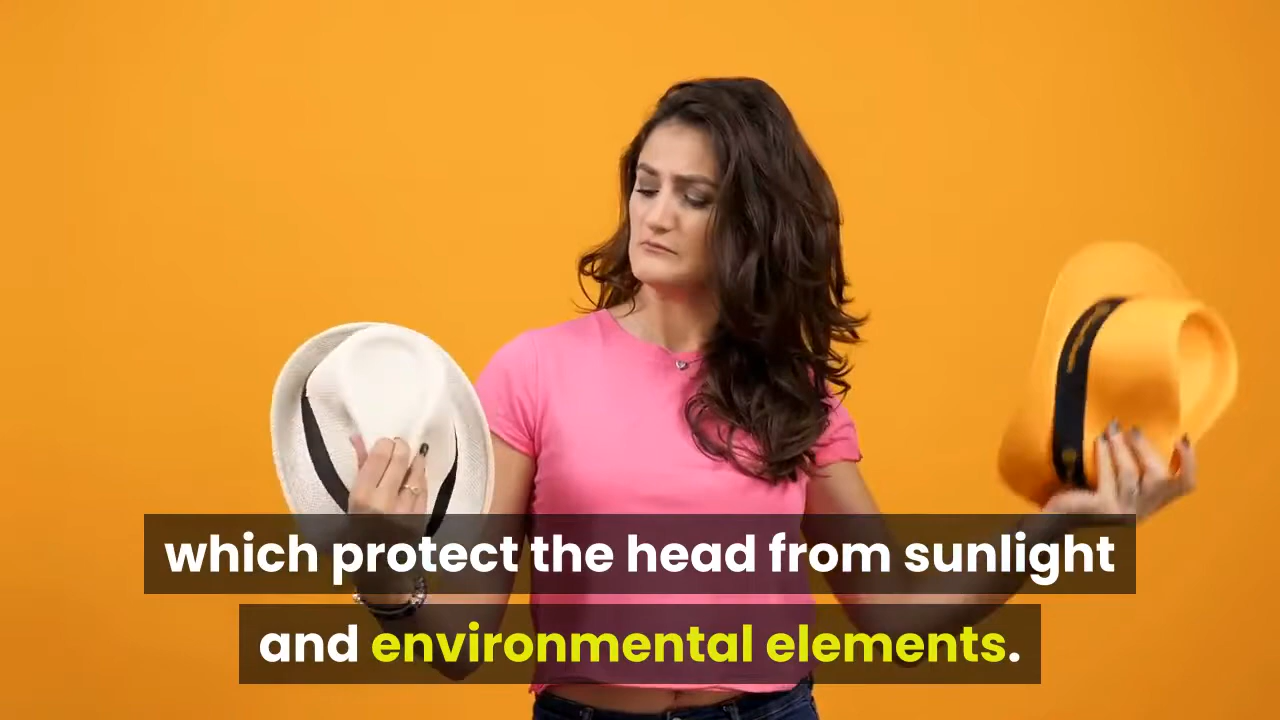 which protect the head from sunlight
and environmental elements.